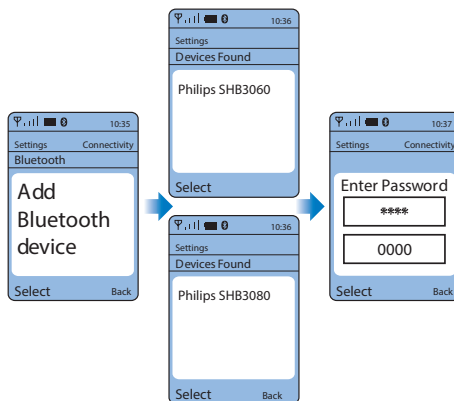 10:35
Settings Connectivity
Bluetooth
Add
Bluetooth
device
Select Back
10:36
Settings
Devices Found
Philips SHB3060
Select
10:36
Settings
Devices Found
Philips SHB3080
Select Back
10:37
Settings Connectivity
Enter Password
****
0000
Select Back